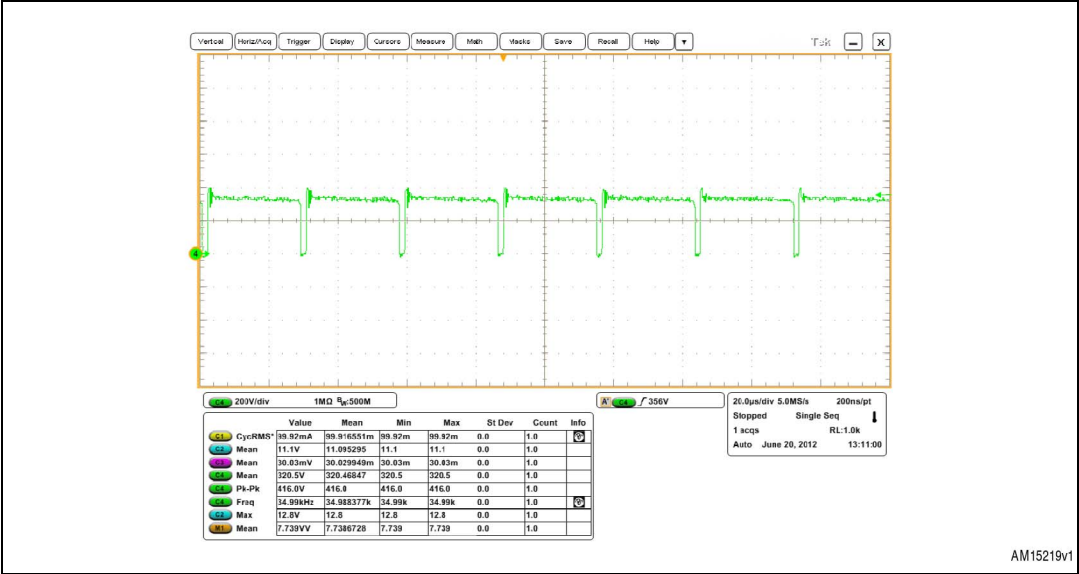 Vertical Horiz/Acq Trigger Display Cursors Measure Math Masks Save Recall Help ▼ Tek
4
C4 200V/div 1MΩ BW:500M
A' C4 ∫ 356V
20.0µs/div 5.0MS/s 200ns/pt
Stopped Single Seq
1 acqs RL:1.0k
Auto June 20, 2012 13:11:00
Value Mean Min Max St Dev Count Info
C1 CycRMS* 99.92mA 99.916551m 99.92m 99.92m 0.0 1.0
C2 Mean 11.1V 11.095295 11.1 11.1 0.0 1.0
C3 Mean 30.03mV 30.029949m 30.03m 30.03m 0.0 1.0
C4 Mean 320.5V 320.46847 320.5 320.5 0.0 1.0
C4 Pk-Pk 416.0V 416.0 416.0 416.0 0.0 1.0
C4 Freq 34.99kHz 34.988377k 34.99k 34.99k 0.0 1.0
C2 Max 12.8V 12.8 12.8 12.8 0.0 1.0
M1 Mean 7.739VV 7.7386728 7.739 7.739 0.0 1.0
AM15219v1